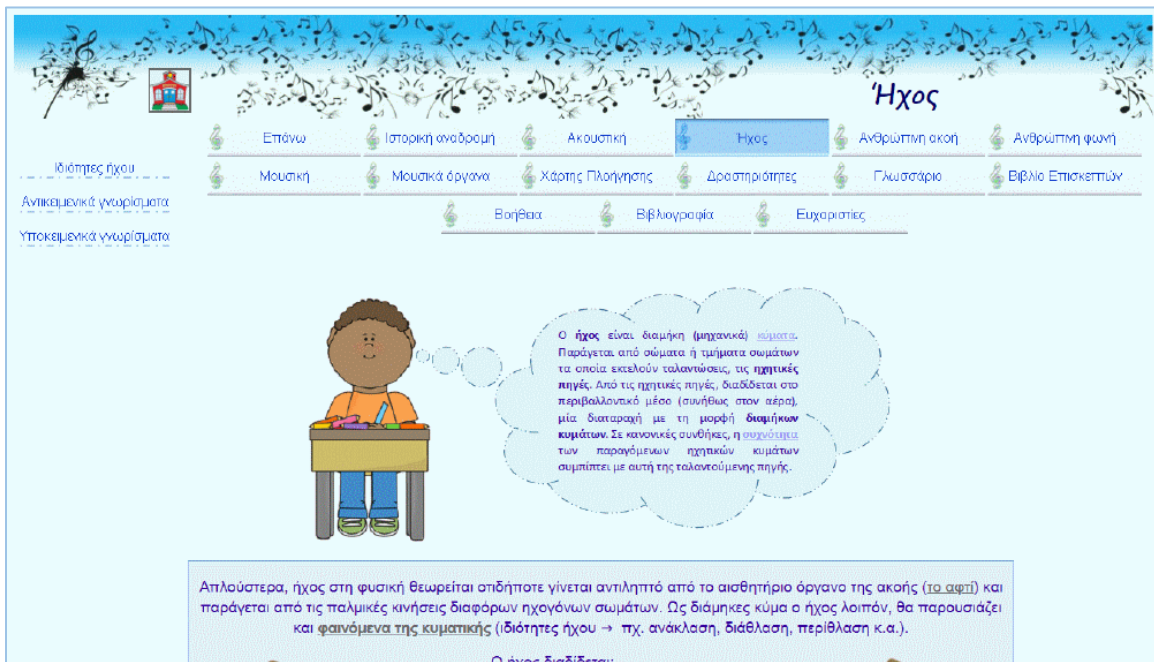 Ήχος
Επάνω
Ιστορική αναδρομή
Ακουστική
Ήχος
Ανθρώπινη ακοή
Ανθρώπινη φωνή
Ιδιότητες ήχου
Μουσική
Μουσικά όργανα
Χάρτης Πλοήγησης
Δραστηριότητες
Γλωσσάριο
Βιβλίο Επισκεπτών
Αντικειμενικά γνωρίσματα
Βοήθεια
Βιβλιογραφία
Ευχαριστίες
Υποκειμενικά γνωρίσματα
Ο ήχος είναι διαμήκη (μηχανικά) κύματα.
Παράγεται από σώματα ή τμήματα σωμάτων
τα οποία εκτελούν ταλαντώσεις, τις ηχητικές
πηγές. Από τις ηχητικές πηγές, διαδίδεται στο
περιβαλλοντικό μέσο (συνήθως στον αέρα),
μία διαταραχή με τη μορφή διαμήκων
κυμάτων. Σε κανονικές συνθήκες, η συχνότητα
των παραγόμενων ηχητικών κυμάτων
συμπίπτει με αυτή της ταλαντούμενης πηγής.
Απλούστερα, ήχος στη φυσική θεωρείται οτιδήποτε γίνεται αντιληπτό από το αισθητήριο όργανο της ακοής (το αφτί) και
παράγεται από τις παλμικές κινήσεις διαφόρων ηχογόνων σωμάτων. Ως διάμηκες κύμα ο ήχος λοιπόν, θα παρουσιάζει
και φαινόμενα της κυματικής (ιδιότητες ήχου → πχ. ανάκλαση, διάθλαση, περίθλαση κ.α.).
Ο ήχος διαδίδεται: